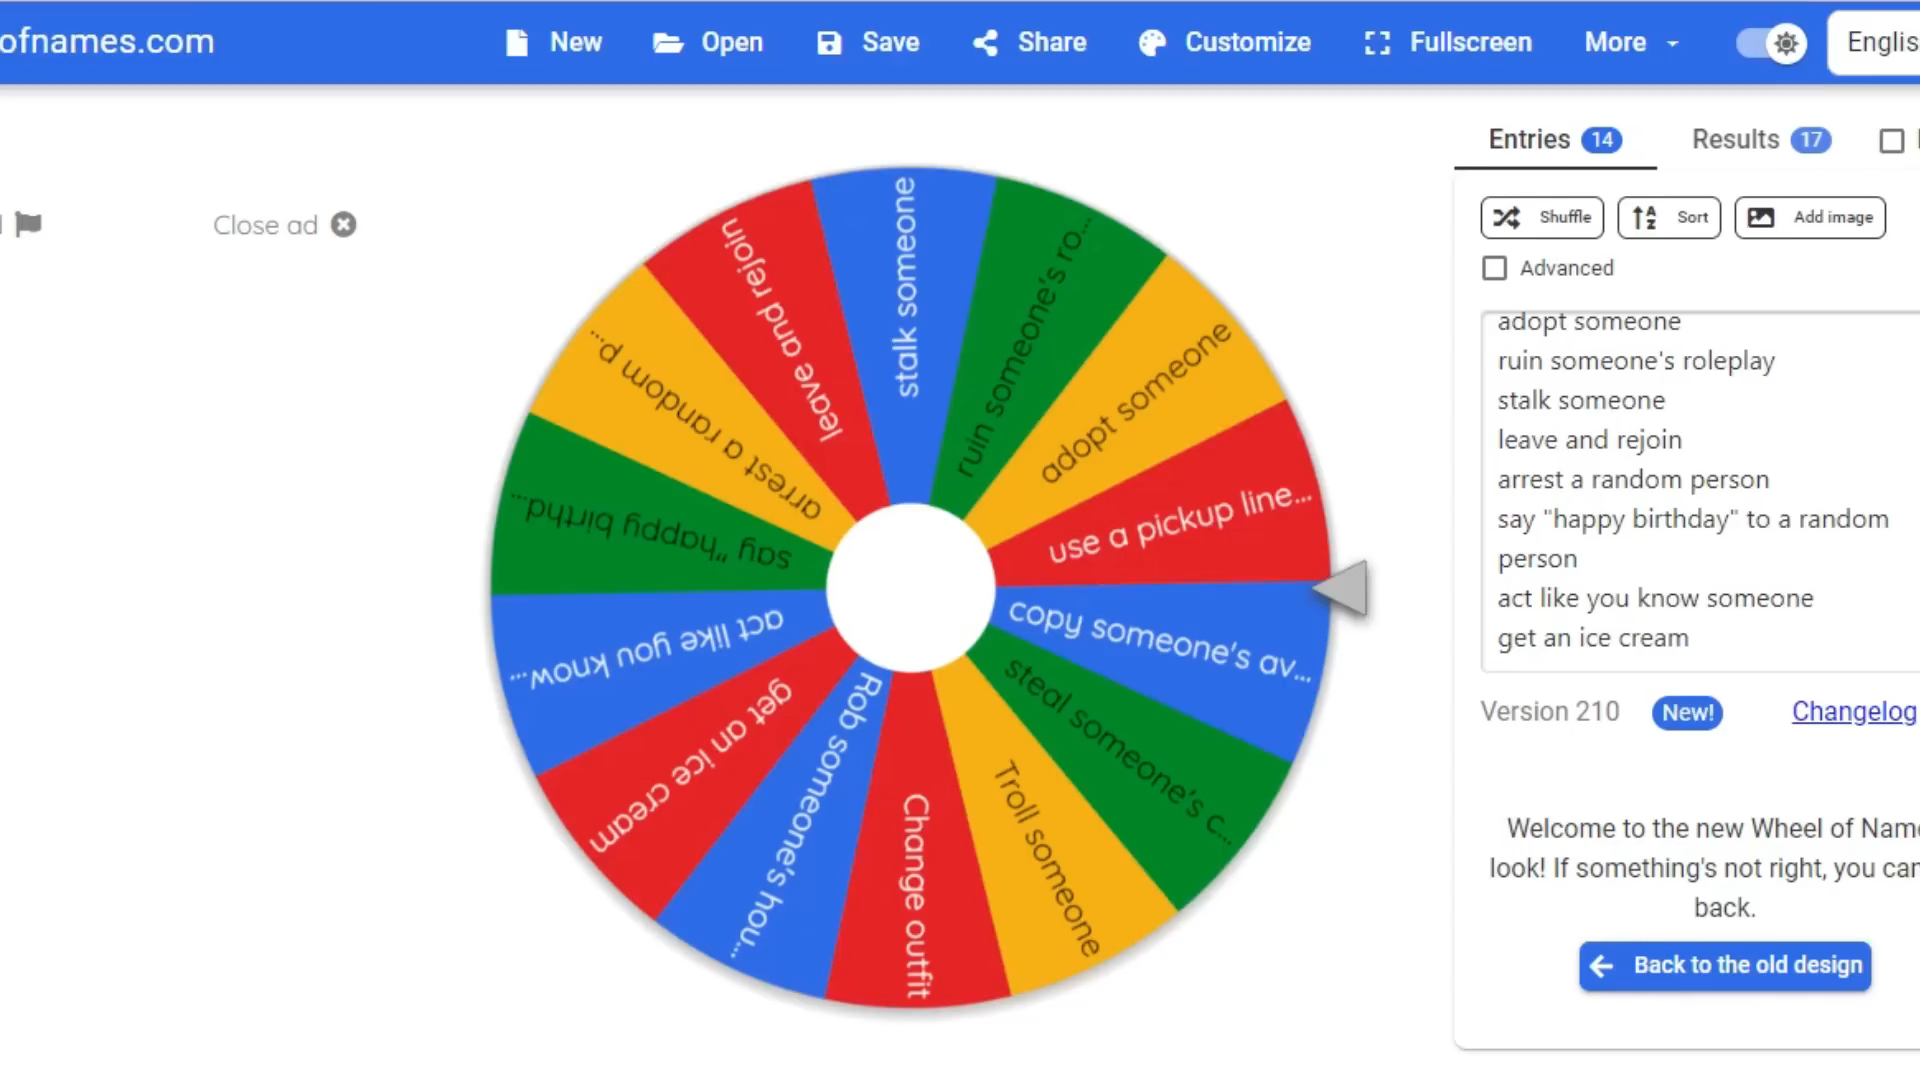 ofnames.com
New
Open
Save
Share
Customize
Fullscreen
More
Englis
Close ad
Entries 14
Results 17
Shuffle
Sort
Add image
Advanced
adopt someone
ruin someone's roleplay
stalk someone
leave and rejoin
arrest a random person
say "happy birthday" to a random
person
act like you know someone
get an ice cream
Version 210
New!
Changelog
Welcome to the new Wheel of Name
look! If something's not right, you can
back.
Back to the old design
stalk someone
ruin someone's ro...
adopt someone
use a pickup line...
copy someone's av...
steal someone's c...
Troll someone
Change outfit
Rob someone's hou...
get an ice cream
act like you know...
say "happy birthd...
arrest a random p...
leave and rejoin